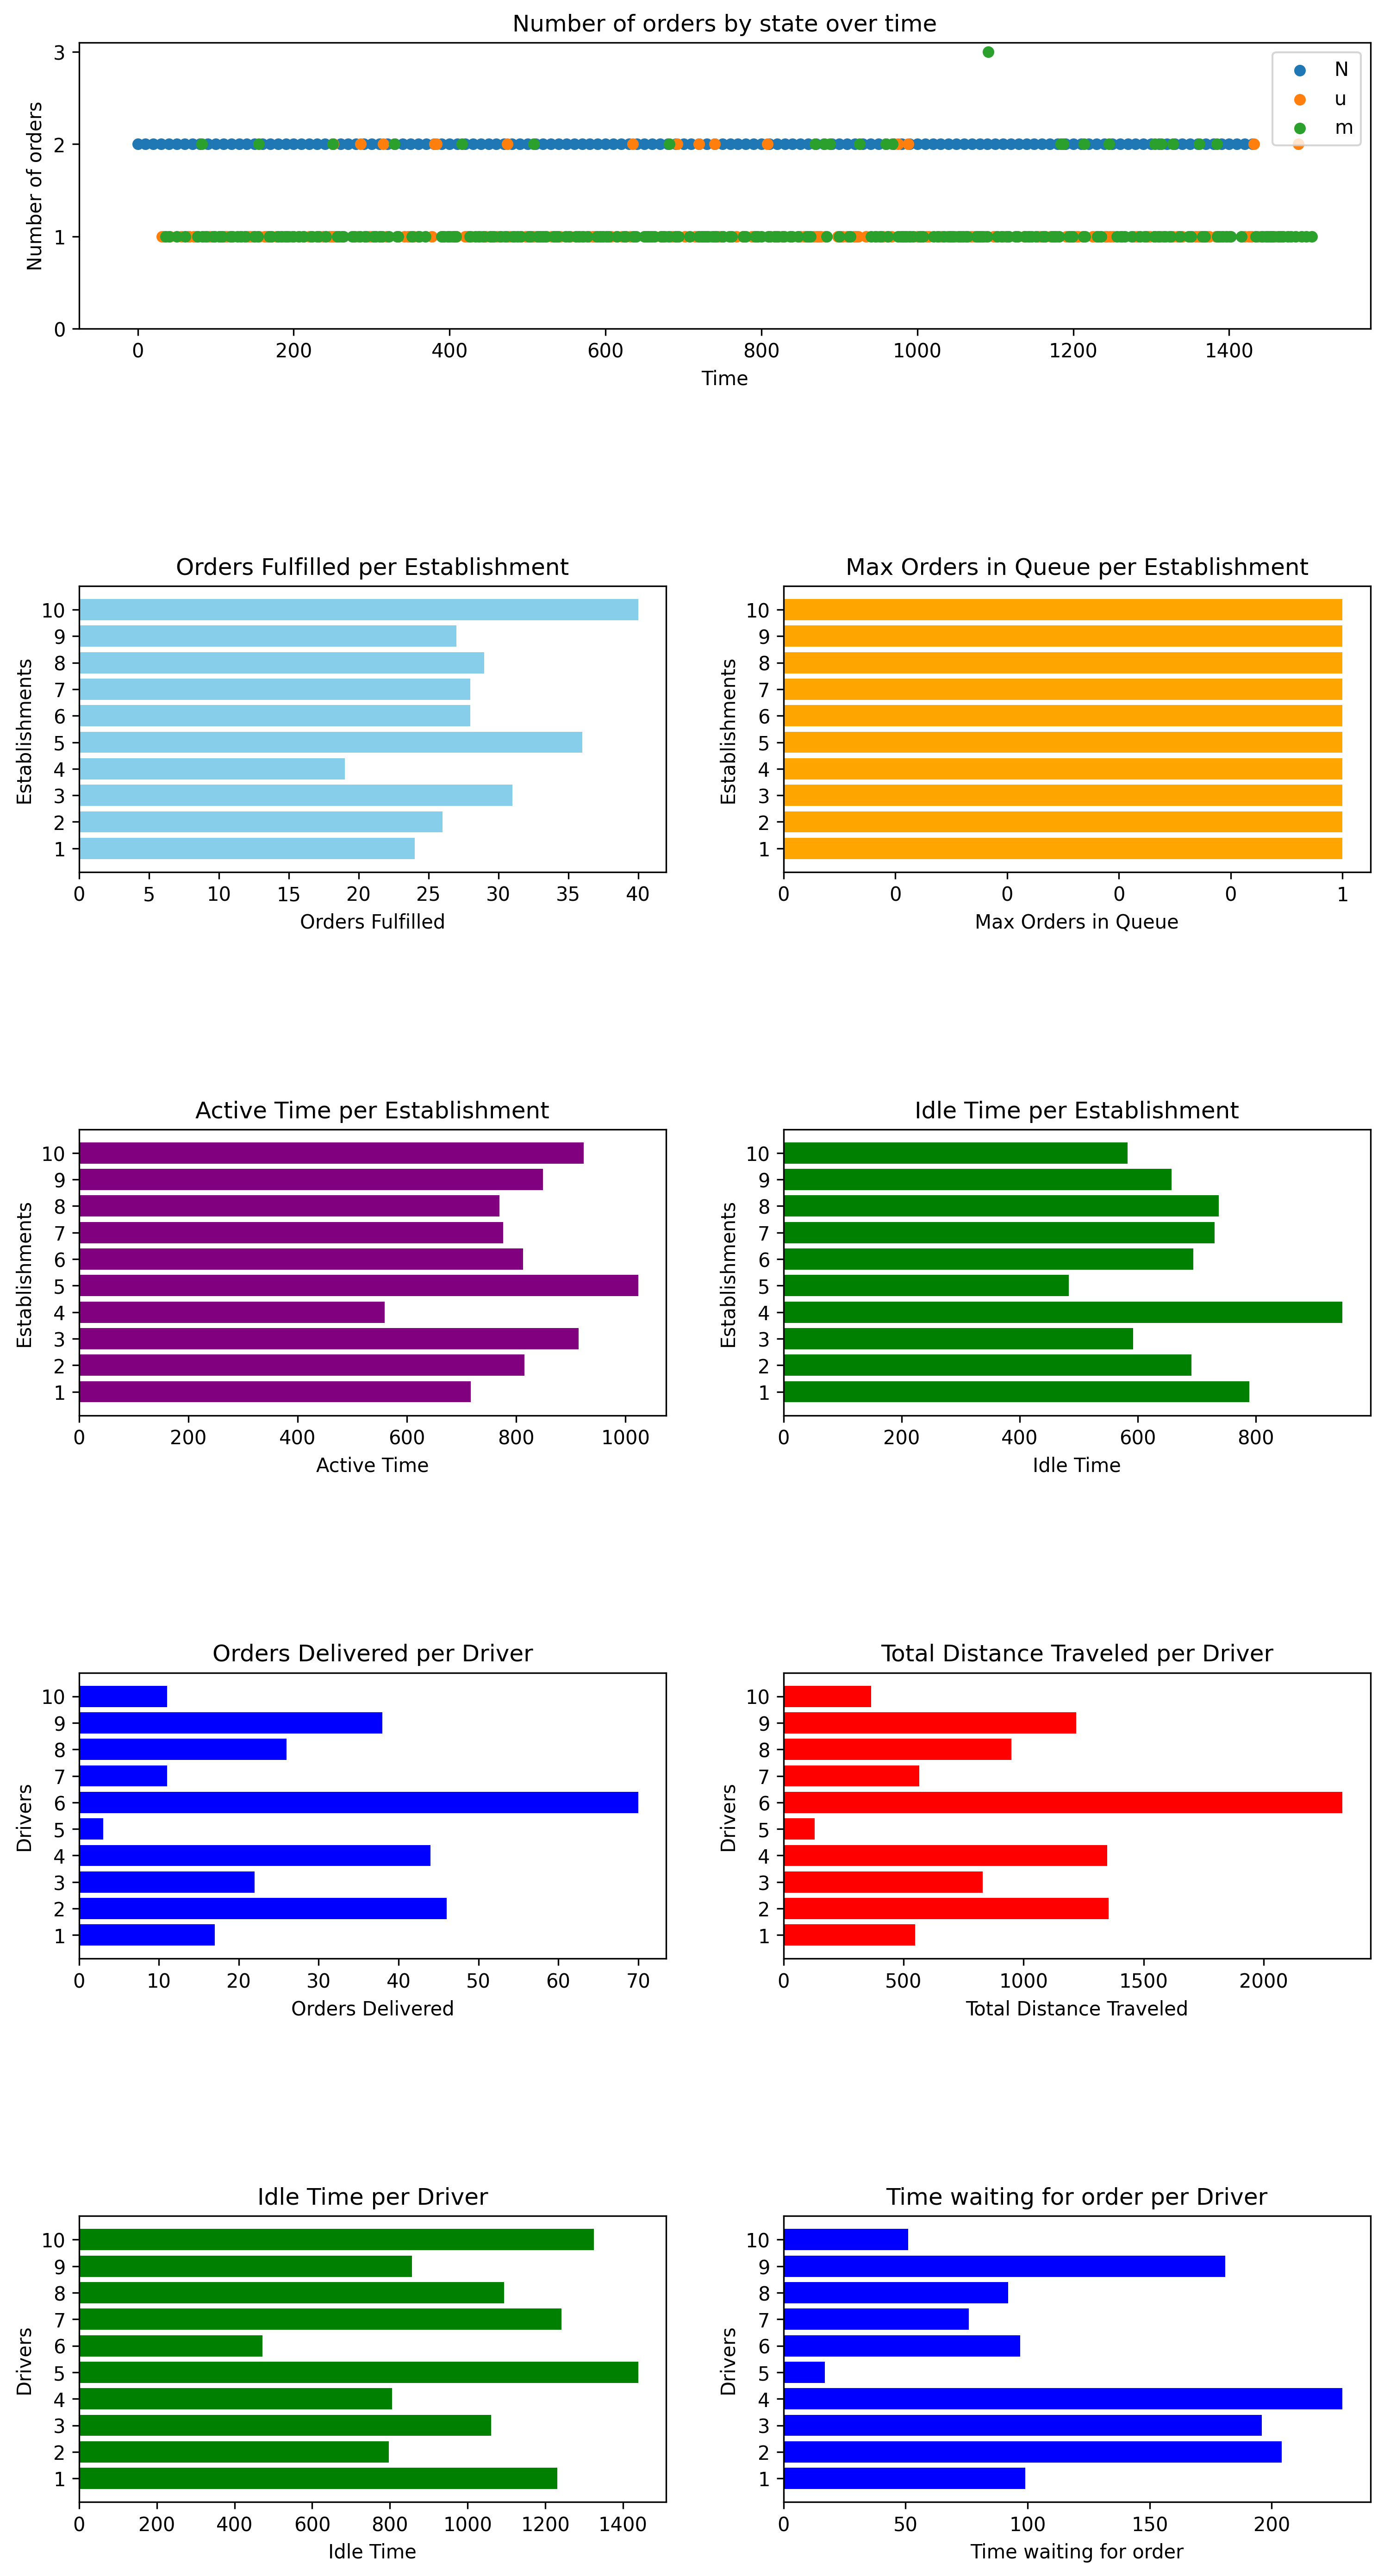 Number of orders by state over time
Number of orders
3
2
1
0
N
u
m
0 200 400 600 800 1000 1200 1400
Time
Orders Fulfilled per Establishment
Establishments
10
9
8
7
6
5
4
3
2
1
0 5 10 15 20 25 30 35 40
Orders Fulfilled
Max Orders in Queue per Establishment
Establishments
10
9
8
7
6
5
4
3
2
1
0 0 0 0 0 1
Max Orders in Queue
Active Time per Establishment
Establishments
10
9
8
7
6
5
4
3
2
1
0 200 400 600 800 1000
Active Time
Idle Time per Establishment
Establishments
10
9
8
7
6
5
4
3
2
1
0 200 400 600 800
Idle Time
Orders Delivered per Driver
Drivers
10
9
8
7
6
5
4
3
2
1
0 10 20 30 40 50 60 70
Orders Delivered
Total Distance Traveled per Driver
Drivers
10
9
8
7
6
5
4
3
2
1
0 500 1000 1500 2000
Total Distance Traveled
Idle Time per Driver
Drivers
10
9
8
7
6
5
4
3
2
1
0 200 400 600 800 1000 1200 1400
Idle Time
Time waiting for order per Driver
Drivers
10
9
8
7
6
5
4
3
2
1
0 50 100 150 200
Time waiting for order